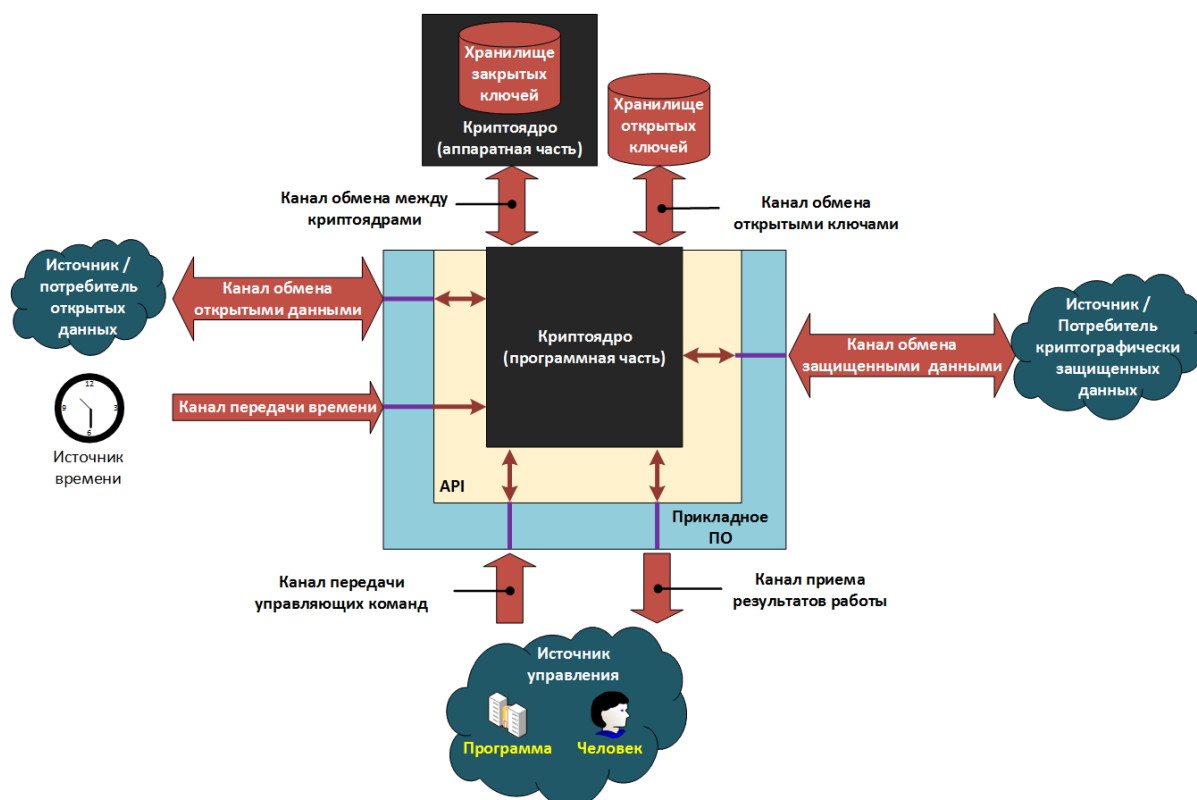 Хранилище
закрытых
ключей
Криптоядро
(аппаратная часть)
Хранилище
открытых
ключей
Канал обмена между
криптоядрами
Канал обмена
открытыми ключами
Источник /
потребитель
открытых
данных
Канал обмена
открытыми данными
Криптоядро
(программная часть)
Канал обмена
защищенными данными
Источник /
Потребитель
криптографически
защищенных
данных
12
3
6
9
Источник
времени
Канал передачи времени
API
Прикладное
ПО
Канал передачи
управляющих команд
Канал приема
результатов работы
Источник
управления
Программа
Человек